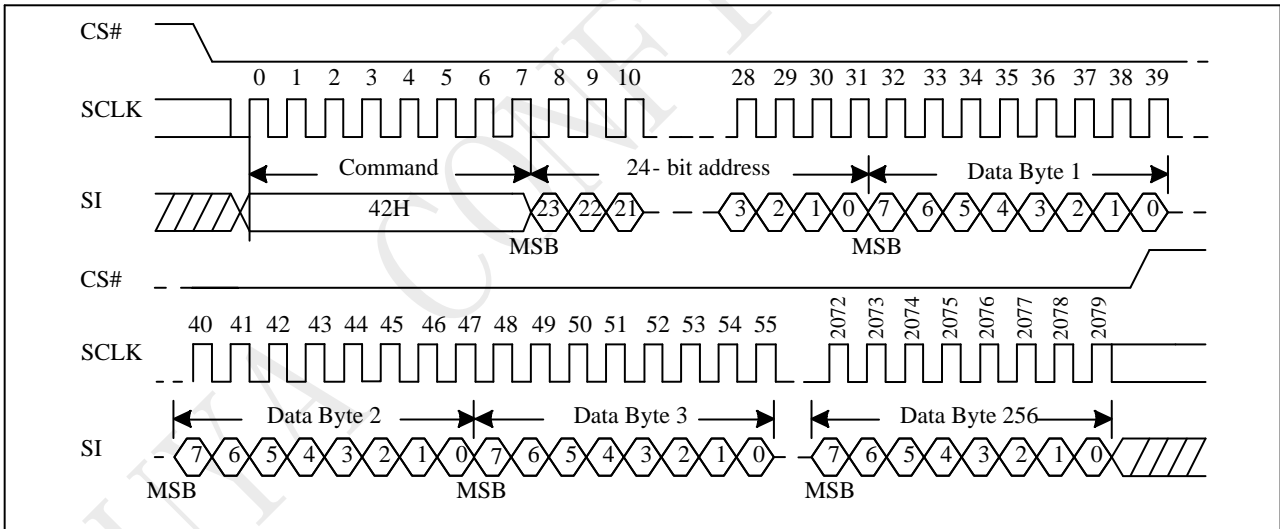 CS#
0 1 2 3 4 5 6 7 8 9 10 28 29 30 31 32 33 34 35 36 37 38 39
SCLK
Command 24- bit address Data Byte 1
SI 42H 23 22 21 3 2 1 0 7 6 5 4 3 2 1 0
MSB MSB
CS#
40 41 42 43 44 45 46 47 48 49 50 51 52 53 54 55 2072 2073 2074 2075 2076 2077 2078 2079
SCLK
Data Byte 2 Data Byte 3 Data Byte 256
SI 7 6 5 4 3 2 1 0 7 6 5 4 3 2 1 0 7 6 5 4 3 2 1 0
MSB MSB MSB